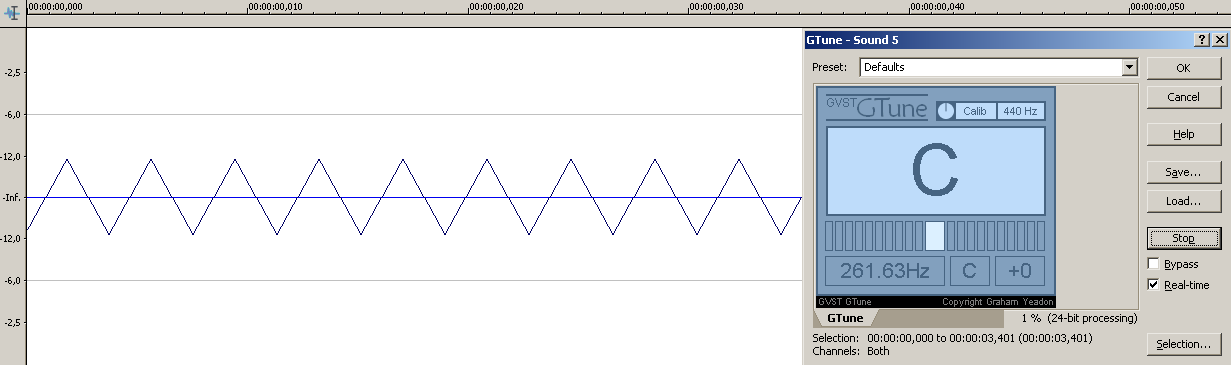 00:00:00,000 00:00:00,010 00:00:00,020 00:00:00,030 00:00:00,040 00:00:00,050
-2,5
-6,0
-12,0
-Inf.
-12,0
-6,0
-2,5
GTune - Sound 5
Preset: Defaults
OK
Cancel
Help
Save...
Load...
Stop
Bypass
Real-time
Selection...
GVST GTune
Calib 440 Hz
C
261.63Hz C +0
GVST GTune Copyright Graham Yeadon
GTune 1 % (24-bit processing)
Selection: 00:00:00,000 to 00:00:03,401 (00:00:03,401)
Channels: Both